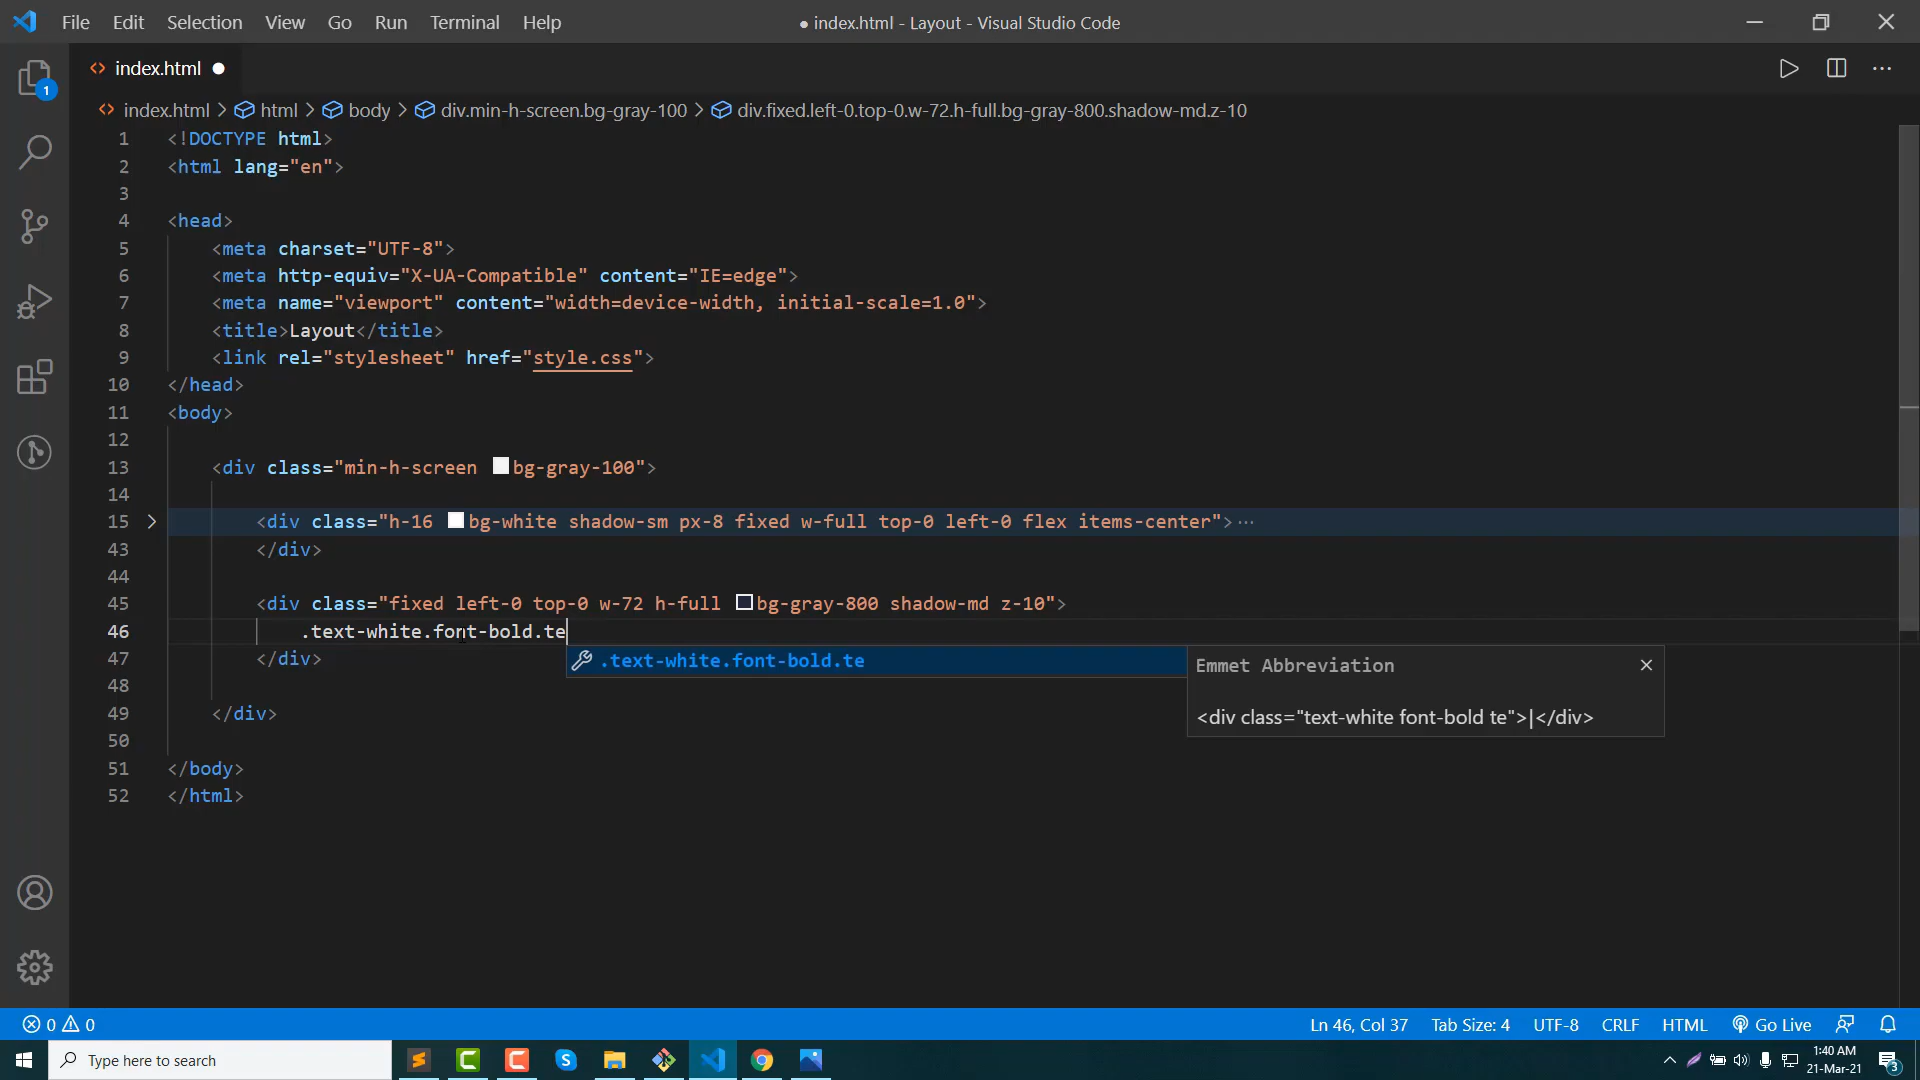 File Edit Selection View Go Run Terminal Help
● index.html - Layout - Visual Studio Code
index.html ●
index.html > html > body > div.min-h-screen.bg-gray-100 > div.fixed.left-0.top-0.w-72.h-full.bg-gray-800.shadow-md.z-10
1 <!DOCTYPE html>
2 <html lang="en">
3
4 <head>
5 <meta charset="UTF-8">
6 <meta http-equiv="X-UA-Compatible" content="IE=edge">
7 <meta name="viewport" content="width=device-width, initial-scale=1.0">
8 <title>Layout</title>
9 <link rel="stylesheet" href="style.css">
10 </head>
11 <body>
12
13 <div class="min-h-screen bg-gray-100">
14
15 <div class="h-16 bg-white shadow-sm px-8 fixed w-full top-0 left-0 flex items-center">···
43 </div>
44
45 <div class="fixed left-0 top-0 w-72 h-full bg-gray-800 shadow-md z-10">
46 .text-white.font-bold.te
47 </div>
.text-white.font-bold.te
Emmet Abbreviation
<div class="text-white font-bold te">|</div>
48
49 </div>
50
51 </body>
52 </html>
1
0 0
Ln 46, Col 37 Tab Size: 4 UTF-8 CRLF HTML Go Live
Type here to search
1:40 AM
21-Mar-21
3